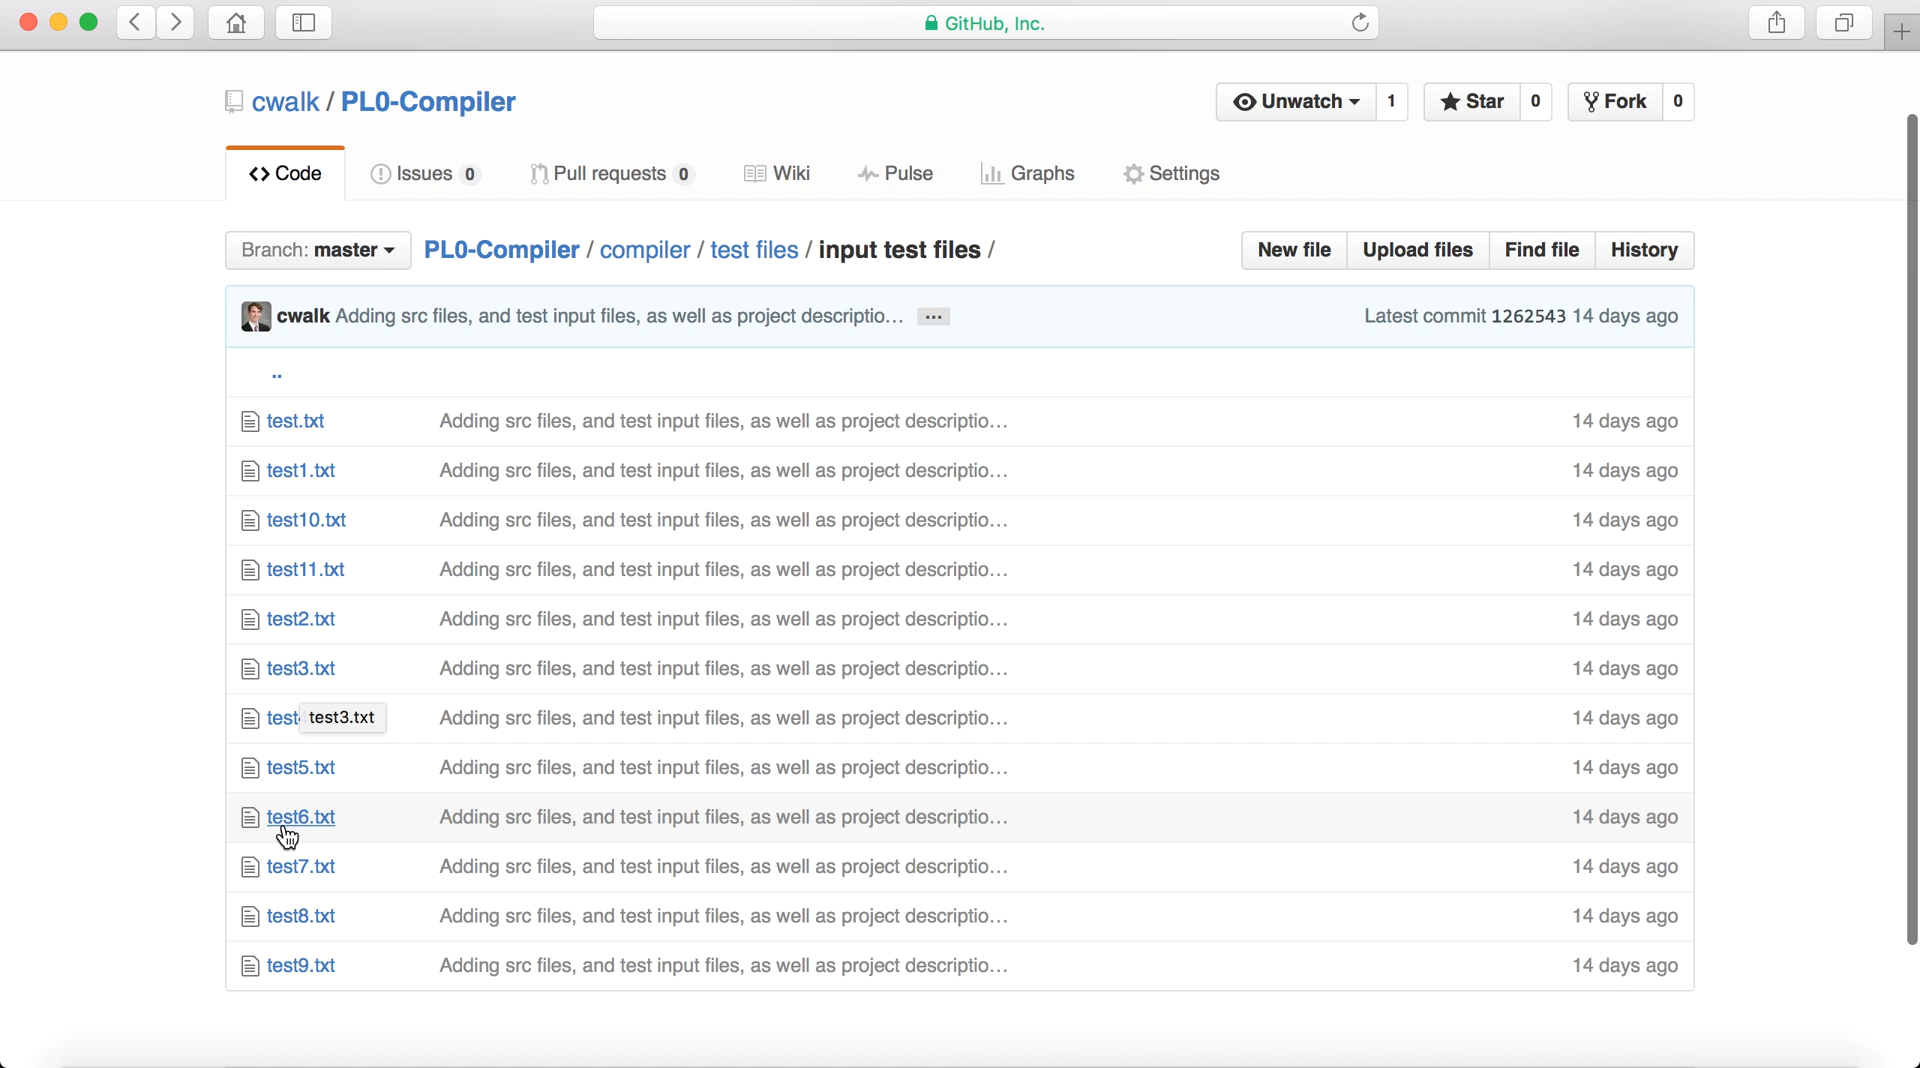 GitHub, Inc.
cwalk / PL0-Compiler
Unwatch 1 Star 0 Fork 0
Code Issues 0 Pull requests 0 Wiki Pulse Graphs Settings
Branch: master PL0-Compiler / compiler / test files / input test files / New file Upload files Find file History
cwalk Adding src files, and test input files, as well as project descriptio… ... Latest commit 1262543 14 days ago
..
test.txt Adding src files, and test input files, as well as project descriptio… 14 days ago
test1.txt Adding src files, and test input files, as well as project descriptio… 14 days ago
test10.txt Adding src files, and test input files, as well as project descriptio… 14 days ago
test11.txt Adding src files, and test input files, as well as project descriptio… 14 days ago
test2.txt Adding src files, and test input files, as well as project descriptio… 14 days ago
test3.txt Adding src files, and test input files, as well as project descriptio… 14 days ago
test3.txt Adding src files, and test input files, as well as project descriptio… 14 days ago
test5.txt Adding src files, and test input files, as well as project descriptio… 14 days ago
test6.txt Adding src files, and test input files, as well as project descriptio… 14 days ago
test7.txt Adding src files, and test input files, as well as project descriptio… 14 days ago
test8.txt Adding src files, and test input files, as well as project descriptio… 14 days ago
test9.txt Adding src files, and test input files, as well as project descriptio… 14 days ago